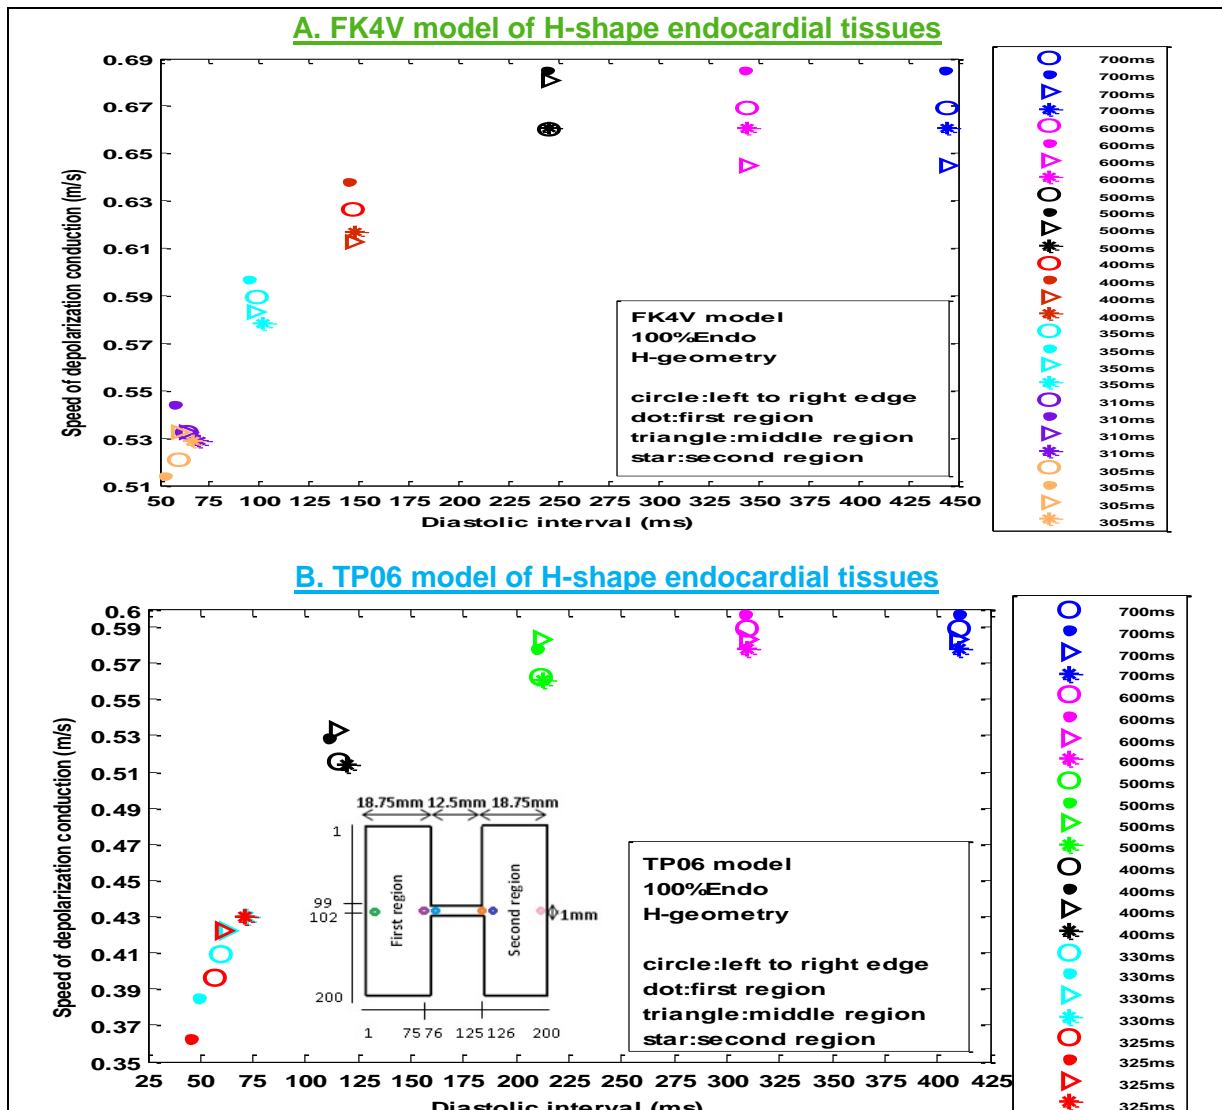 A. FK4V model of H-shape endocardial tissues
0.69
0.67
0.65
0.63
0.61
0.59
0.57
0.55
0.53
0.51
Speed of depolarization conduction (m/s)
50 75 100 125 150 175 200 225 250 275 300 325 350 375 400 425 450
Diastolic interval (ms)
FK4V model
100%Endo
H-geometry
circle:left to right edge
dot:first region
triangle:middle region
star:second region
700ms
700ms
700ms
700ms
600ms
600ms
600ms
600ms
500ms
500ms
500ms
500ms
400ms
400ms
400ms
400ms
350ms
350ms
350ms
350ms
310ms
310ms
310ms
310ms
305ms
305ms
305ms
305ms
B. TP06 model of H-shape endocardial tissues
0.6
0.59
0.57
0.55
0.53
0.51
0.49
0.47
0.45
0.43
0.41
0.39
0.37
0.35
Speed of depolarization conduction (m/s)
25 50 75 100 125 150 175 200 225 250 275 300 325 350 375 400 425
Diastolic interval (ms)
18.75mm 12.5mm 18.75mm
1
99
102
200
First region
Second region
1mm
1 75 76 125 126 200
TP06 model
100%Endo
H-geometry
circle:left to right edge
dot:first region
triangle:middle region
star:second region
700ms
700ms
700ms
700ms
600ms
600ms
600ms
600ms
500ms
500ms
500ms
500ms
400ms
400ms
400ms
400ms
330ms
330ms
330ms
330ms
325ms
325ms
325ms
325ms